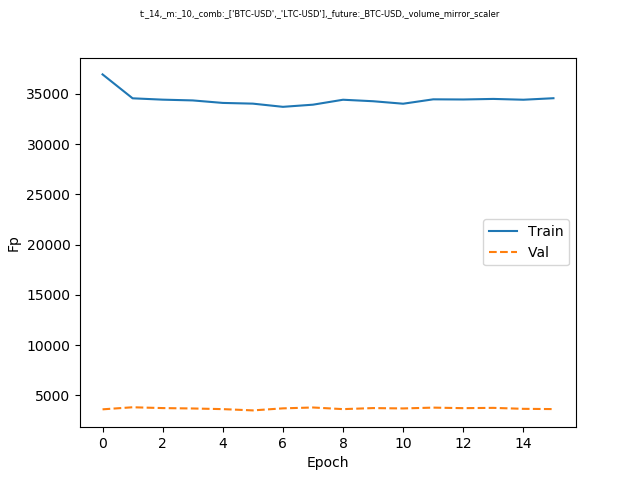 t:_14,_m:_10,_comb:_['BTC-USD',_'LTC-USD'],_future:_BTC-USD,_volume_mirror_scaler
35000
30000
25000
20000
15000
10000
5000
Fp
Train
Val
0 2 4 6 8 10 12 14
Epoch